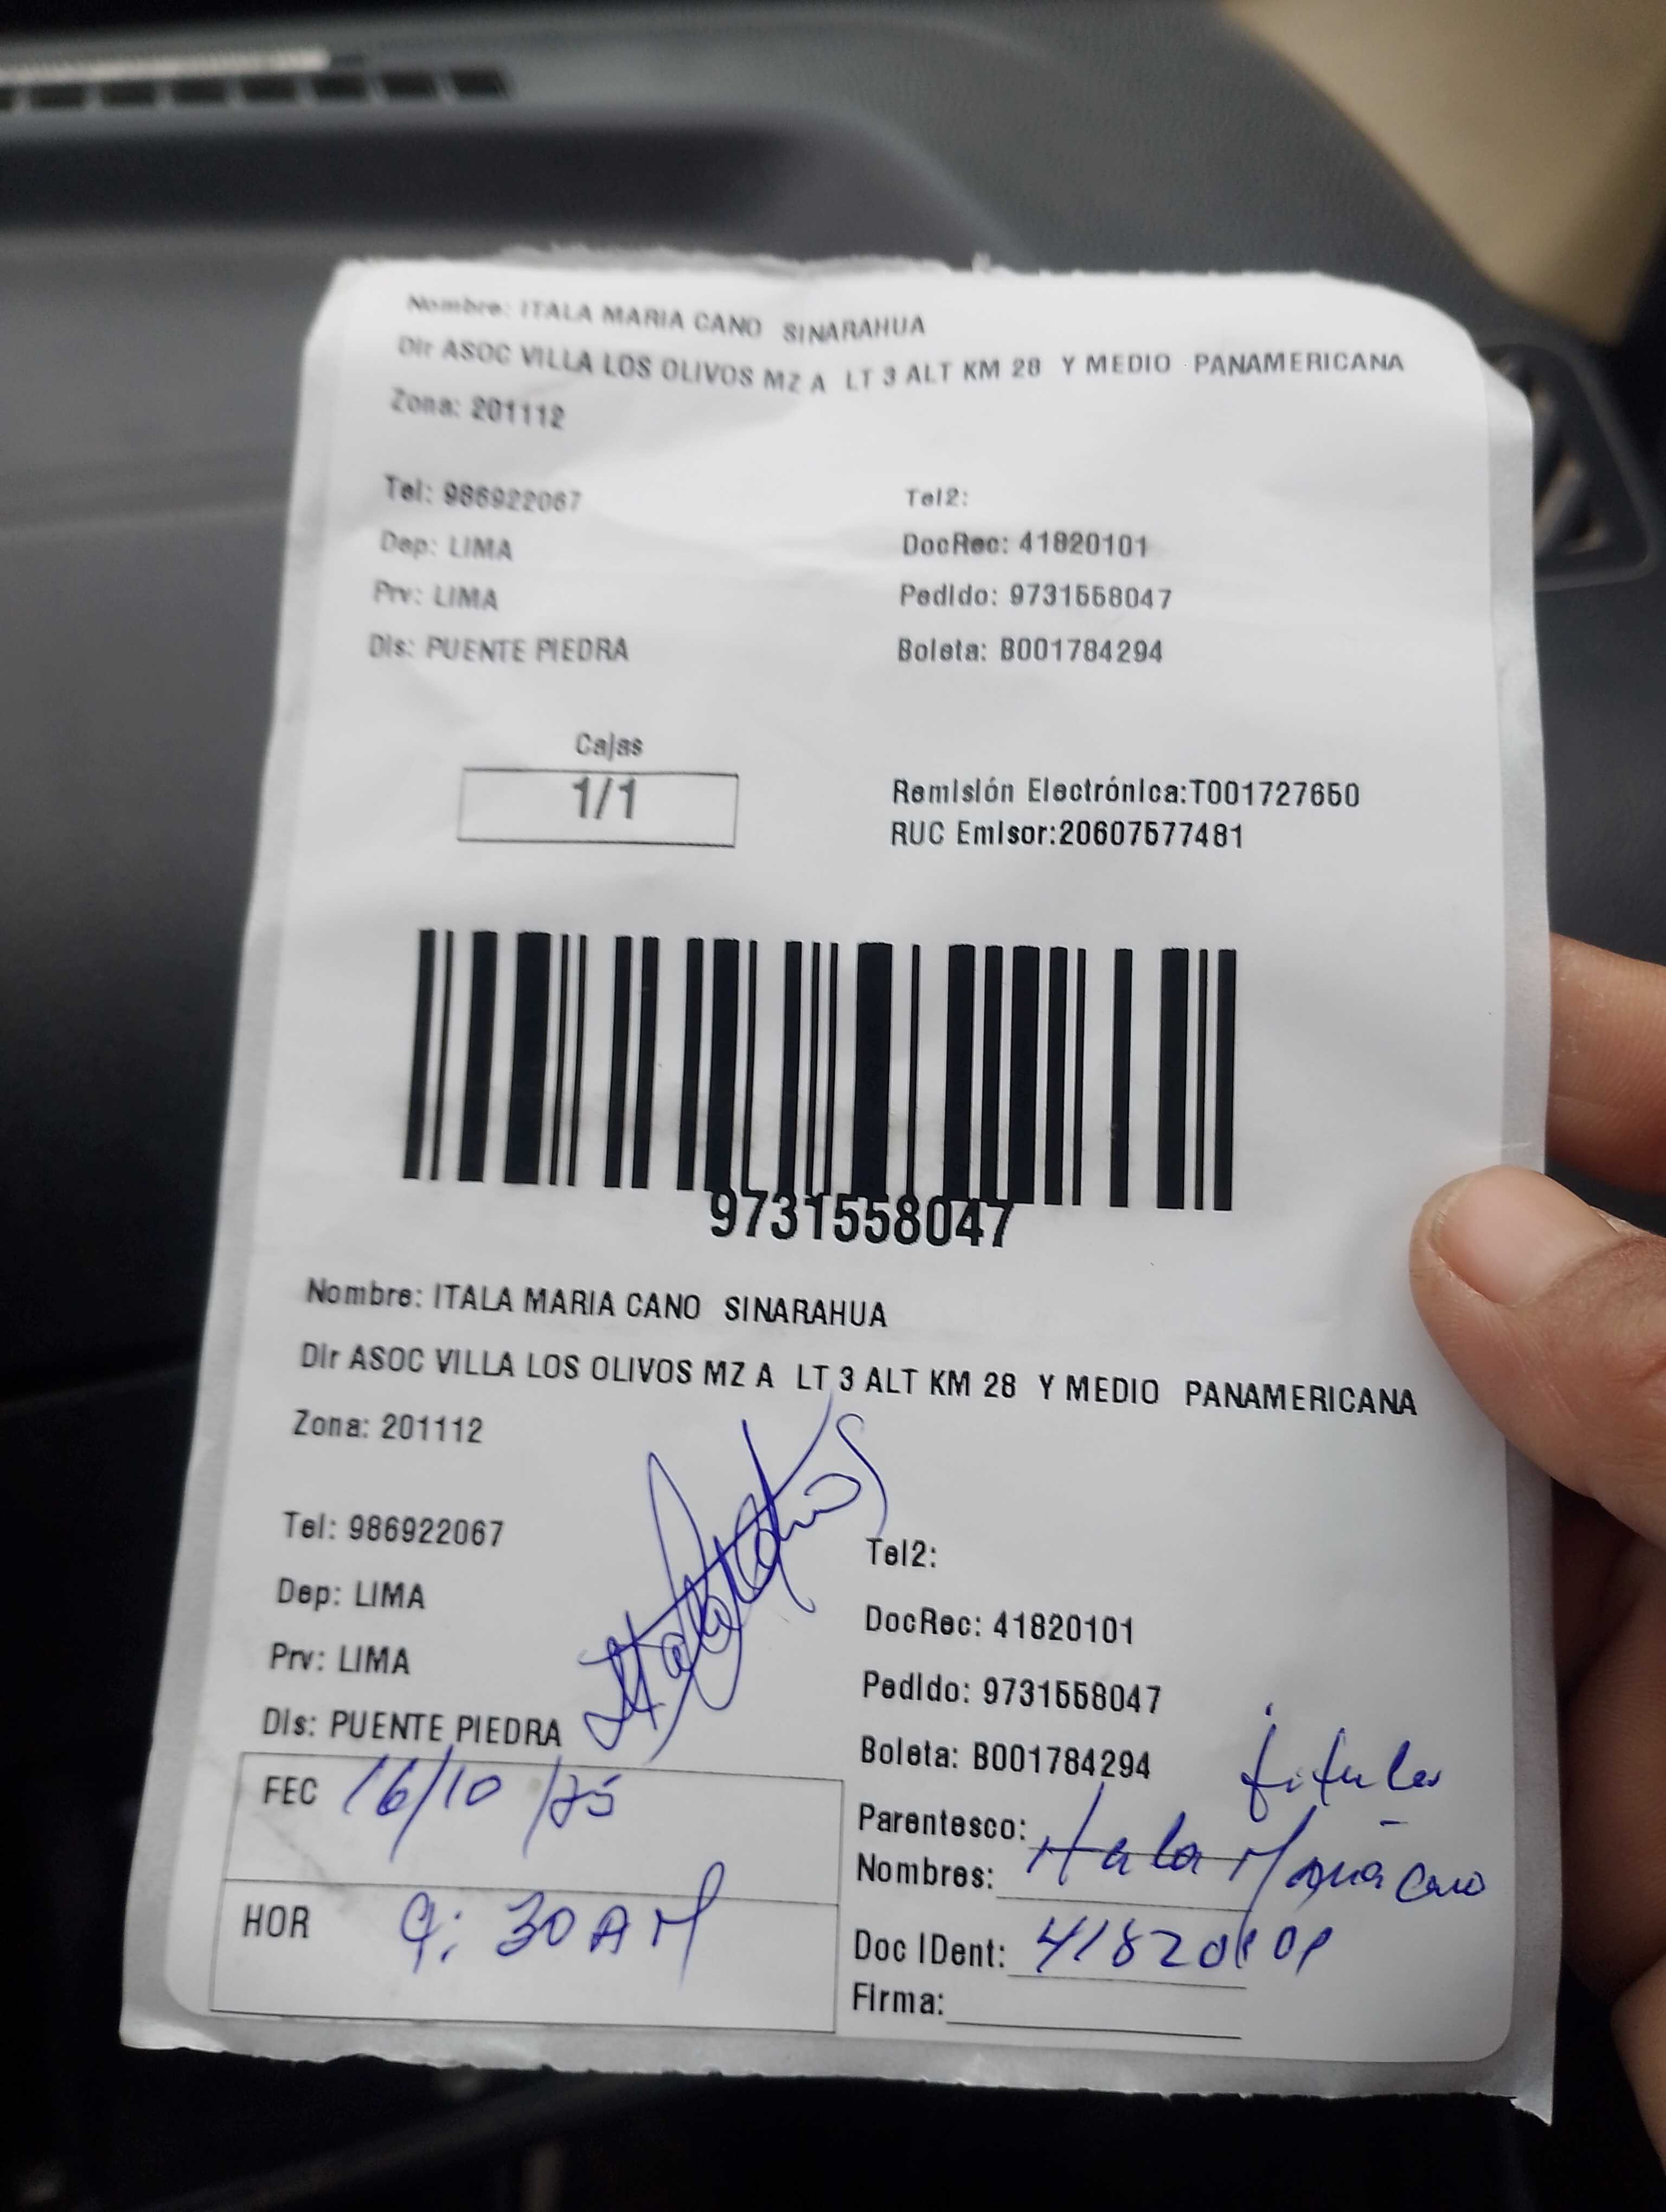 Nombre: ITALA MARIA CANO SINARAHUA
Dir ASOC VILLA LOS OLIVOS MZ A LT 3 ALT KM 28 Y MEDIO PANAMERICANA
Zona: 201112
Tel: 986922067 Tel2:
Dep: LIMA DocRec: 41820101
Prv: LIMA Pedido: 9731558047
Dis: PUENTE PIEDRA Boleta: B001784294
Cajas
1/1
Remisión Electrónica:T001727650
RUC Emisor:20607577481
9731558047
Nombre: ITALA MARIA CANO SINARAHUA
Dir ASOC VILLA LOS OLIVOS MZ A LT 3 ALT KM 28 Y MEDIO PANAMERICANA
Zona: 201112
Tel: 986922067 Tel2:
Dep: LIMA DocRec: 41820101
Prv: LIMA Pedido: 9731558047
Dis: PUENTE PIEDRA Boleta: B001784294
titular
FEC 16/10/25
Parentesco:
Nombres: Itala Maria Cano
HOR 9:30 AM
Doc IDent: 41820101
Firma: